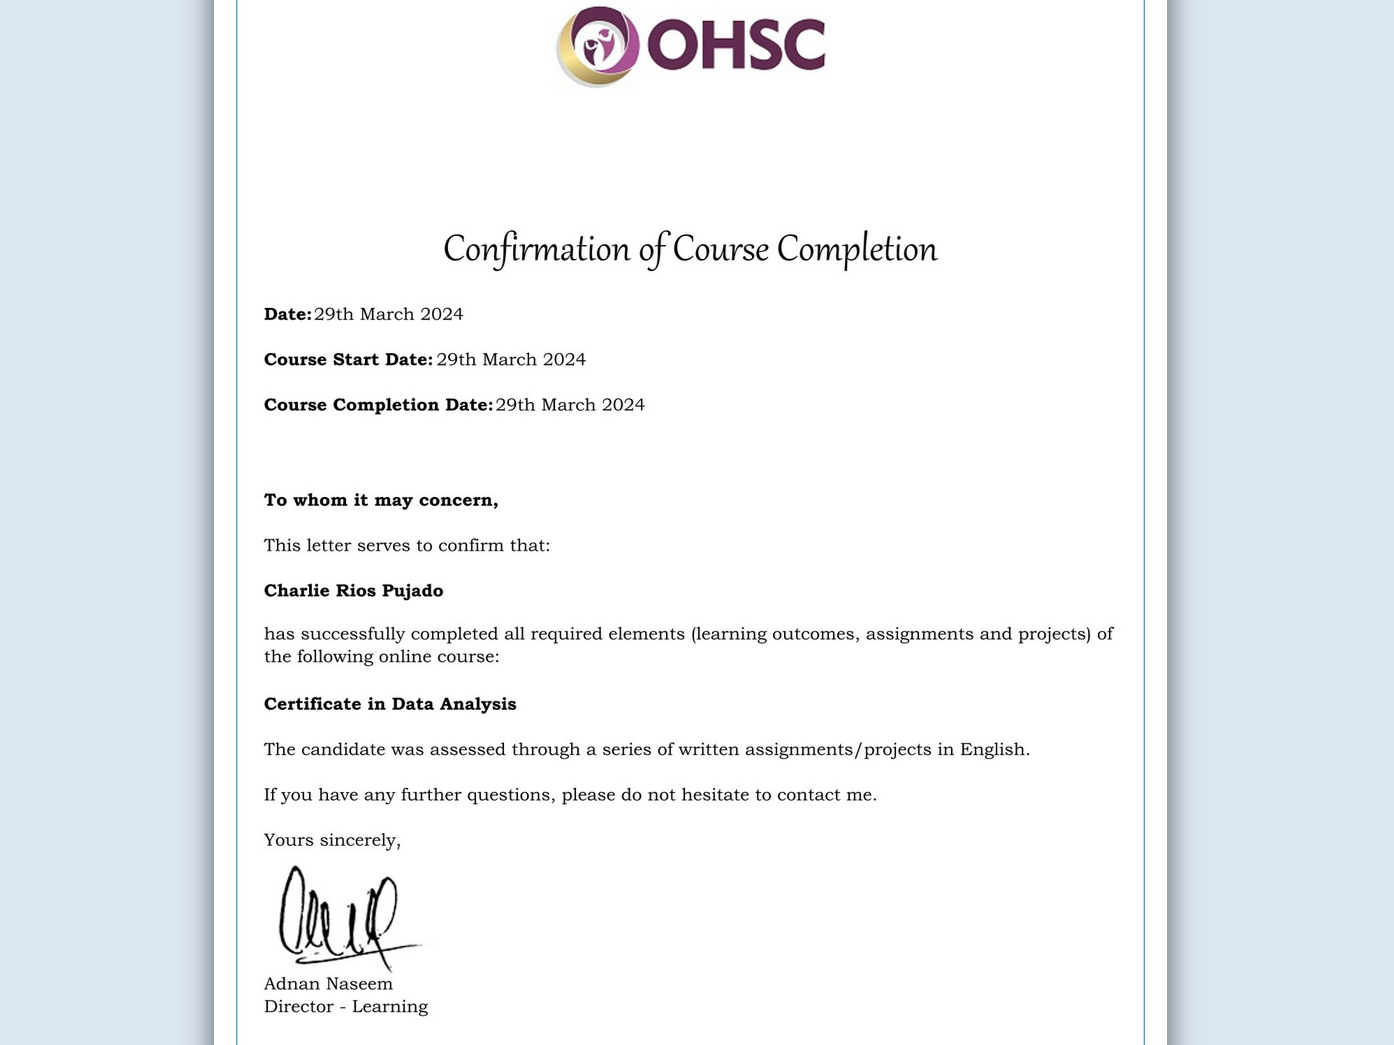 OHSC
Confirmation of Course Completion
Date: 29th March 2024
Course Start Date: 29th March 2024
Course Completion Date: 29th March 2024
To whom it may concern,
This letter serves to confirm that:
Charlie Rios Pujado
has successfully completed all required elements (learning outcomes, assignments and projects) of
the following online course:
Certificate in Data Analysis
The candidate was assessed through a series of written assignments/projects in English.
If you have any further questions, please do not hesitate to contact me.
Yours sincerely,
Adnan Naseem
Director - Learning